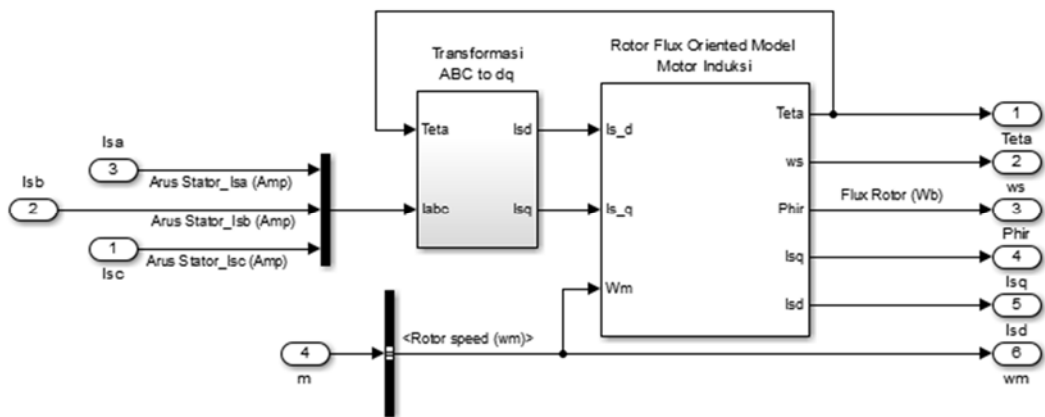 Transformasi
ABC to dq
Rotor Flux Oriented Model
Motor Induksi
Teta
Isd
Iabc
Isq
Is_d
Is_q
Wm
Teta
ws
Phir
Isq
Isd
Isa
3
Arus Stator_Isa (Amp)
Isb
2
Arus Stator_Isb (Amp)
1
Isc
Arus Stator_Isc (Amp)
4
m
<Rotor speed (wm)>
Flux Rotor (Wb)
1
Teta
2
ws
3
Phir
4
Isq
5
Isd
6
wm